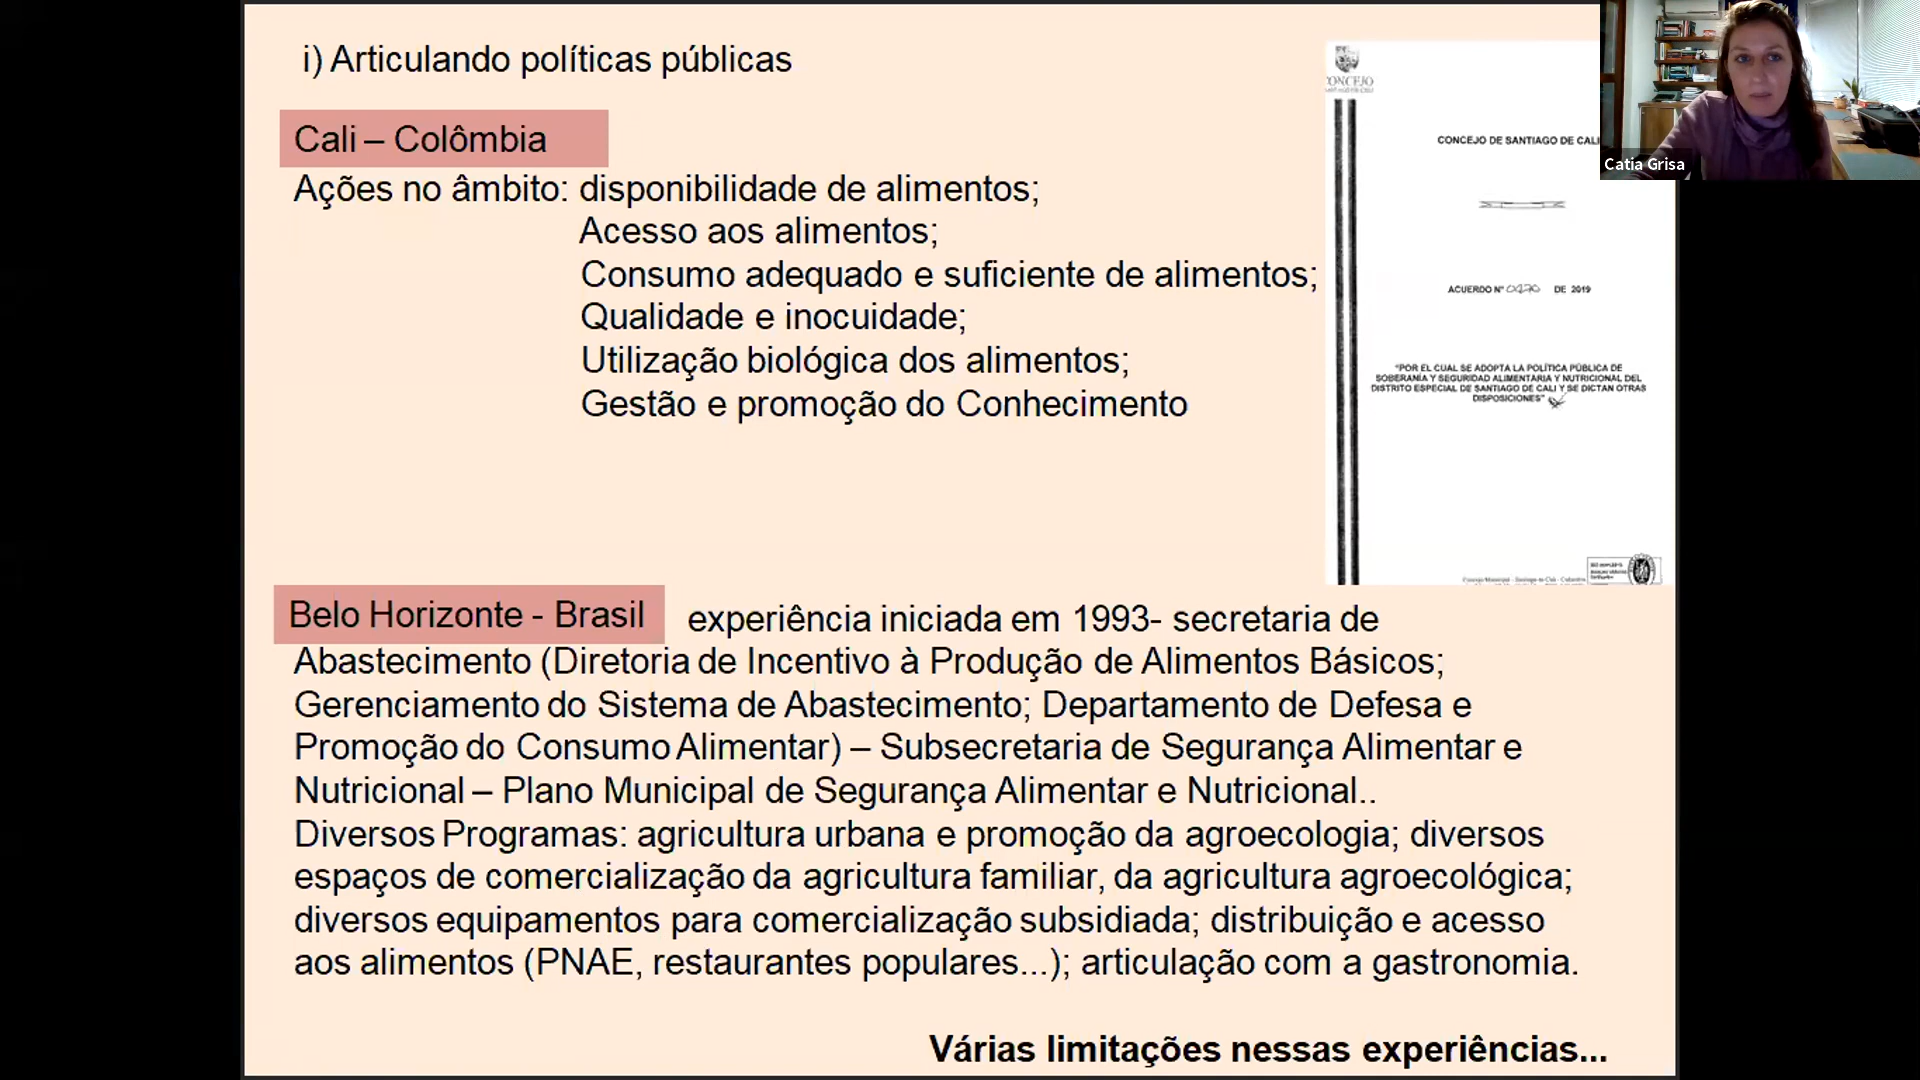 i) Articulando políticas públicas
Cali – Colômbia
Ações no âmbito: disponibilidade de alimentos;
Acesso aos alimentos;
Consumo adequado e suficiente de alimentos;
Qualidade e inocuidade;
Utilização biológica dos alimentos;
Gestão e promoção do Conhecimento
CONCEJO
CONCEJO DE SANTIAGO DE CALI
ACUERDO N° 0470 DE 2019
"POR EL CUAL SE ADOPTA LA POLÍTICA PÚBLICA DE
SOBERANÍA Y SEGURIDAD ALIMENTARIA Y NUTRICIONAL DEL
DISTRITO ESPECIAL DE SANTIAGO DE CALI Y SE DICTAN OTRAS
DISPOSICIONES"
Catia Grisa
Belo Horizonte - Brasil experiência iniciada em 1993- secretaria de
Abastecimento (Diretoria de Incentivo à Produção de Alimentos Básicos;
Gerenciamento do Sistema de Abastecimento; Departamento de Defesa e
Promoção do Consumo Alimentar) – Subsecretaria de Segurança Alimentar e
Nutricional – Plano Municipal de Segurança Alimentar e Nutricional..
Diversos Programas: agricultura urbana e promoção da agroecologia; diversos
espaços de comercialização da agricultura familiar, da agricultura agroecológica;
diversos equipamentos para comercialização subsidiada; distribuição e acesso
aos alimentos (PNAE, restaurantes populares...); articulação com a gastronomia.
Várias limitações nessas experiências...